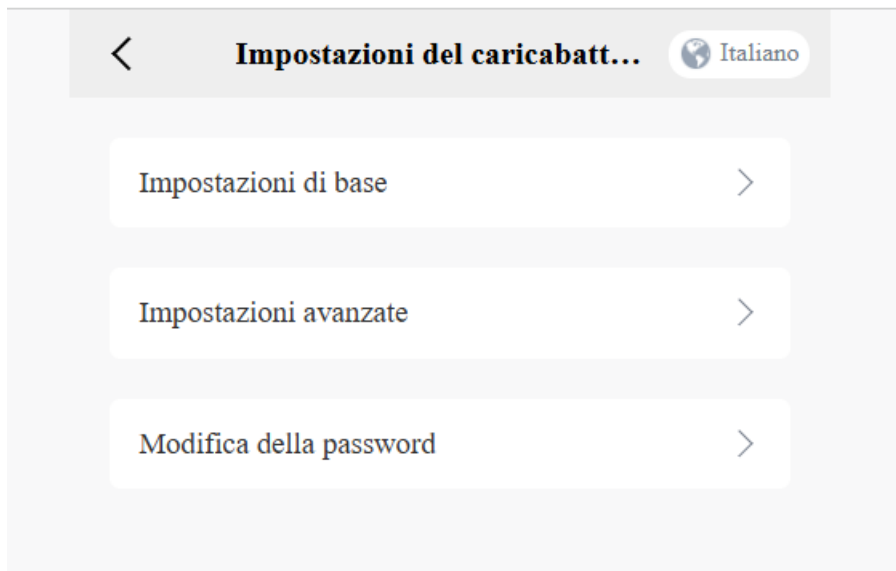 Impostazioni del caricabatt...
Italiano
Impostazioni di base
Impostazioni avanzate
Modifica della password